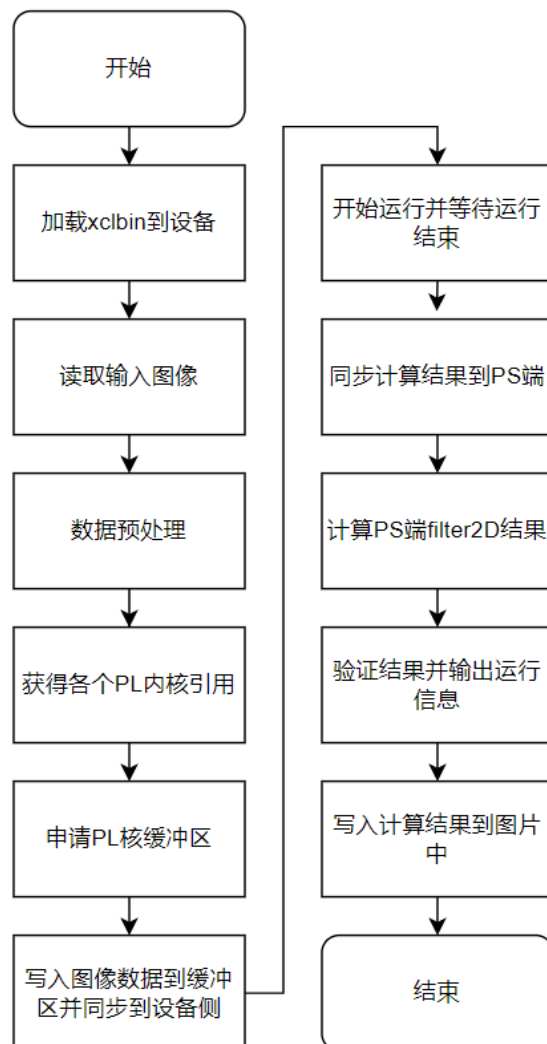 开始
加载xclbin到设备
读取输入图像
数据预处理
获得各个PL内核引用
申请PL核缓冲区
写入图像数据到缓冲
区并同步到设备侧
开始运行并等待运行
结束
同步计算结果到PS端
计算PS端filter2D结果
验证结果并输出运行
信息
写入计算结果到图片
中
结束